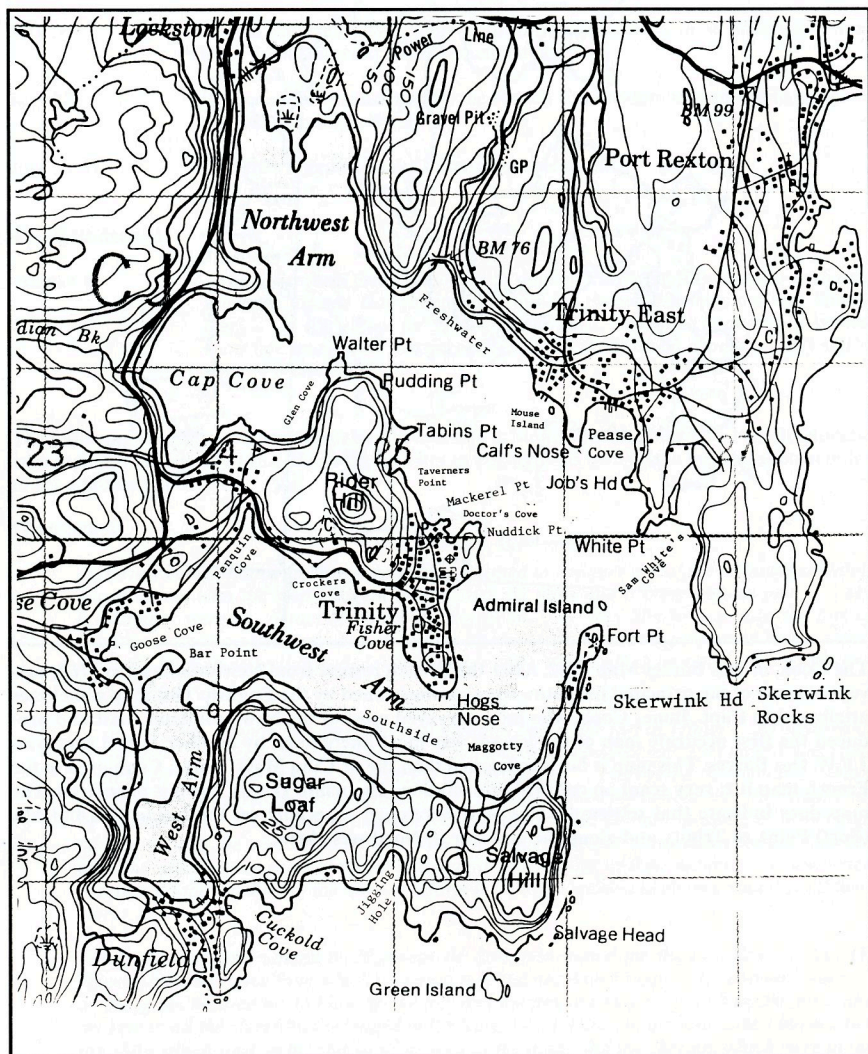 Lockston
Power Line
50
100
150
Gravel Pit
BM 99
GP
Port Rexton
Northwest
Arm
BM 76
CJ
Freshwater
Trinity East
dian Bk
Walter Pt
Cap Cove
Glen Cove
Pudding Pt
Mouse
Island
C
Tabins Pt
Pease
Cove
Calf's Nose
23
24
25
Taverners
Point
Rider
Hill
Mackerel Pt
Job's Hd
Doctor's Cove
C
Nuddick Pt
Penguin
Cove
White Pt
Sam White's
Cove
Crockers
Cove
C
se Cove
Trinity
Admiral Island
Fisher
Cove
Goose Cove
Southwest
Arm
Fort Pt
Bar Point
Hogs
Nose
Skerwink Hd
Skerwink
Rocks
Southside
Maggotty
Cove
West Arm
Sugar
Loaf
250
Salvage
Hill
100
Jigging
Hole
Cuckold
Cove
Salvage Head
Dunfield
Green Island